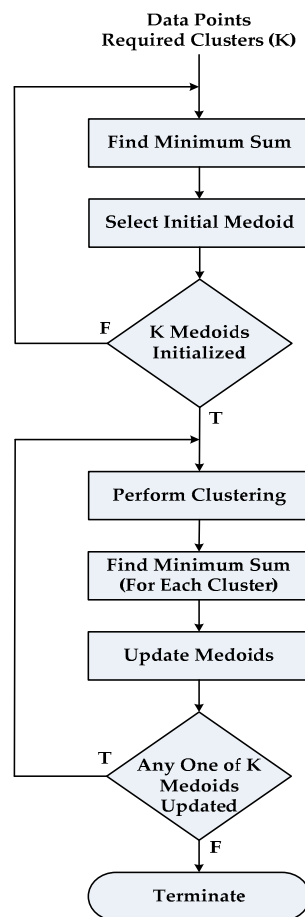 Data Points
Required Clusters (K)
Find Minimum Sum
Select Initial Medoid
F
K Medoids
Initialized
T
Perform Clustering
Find Minimum Sum
(For Each Cluster)
Update Medoids
T
Any One of K
Medoids
Updated
F
Terminate